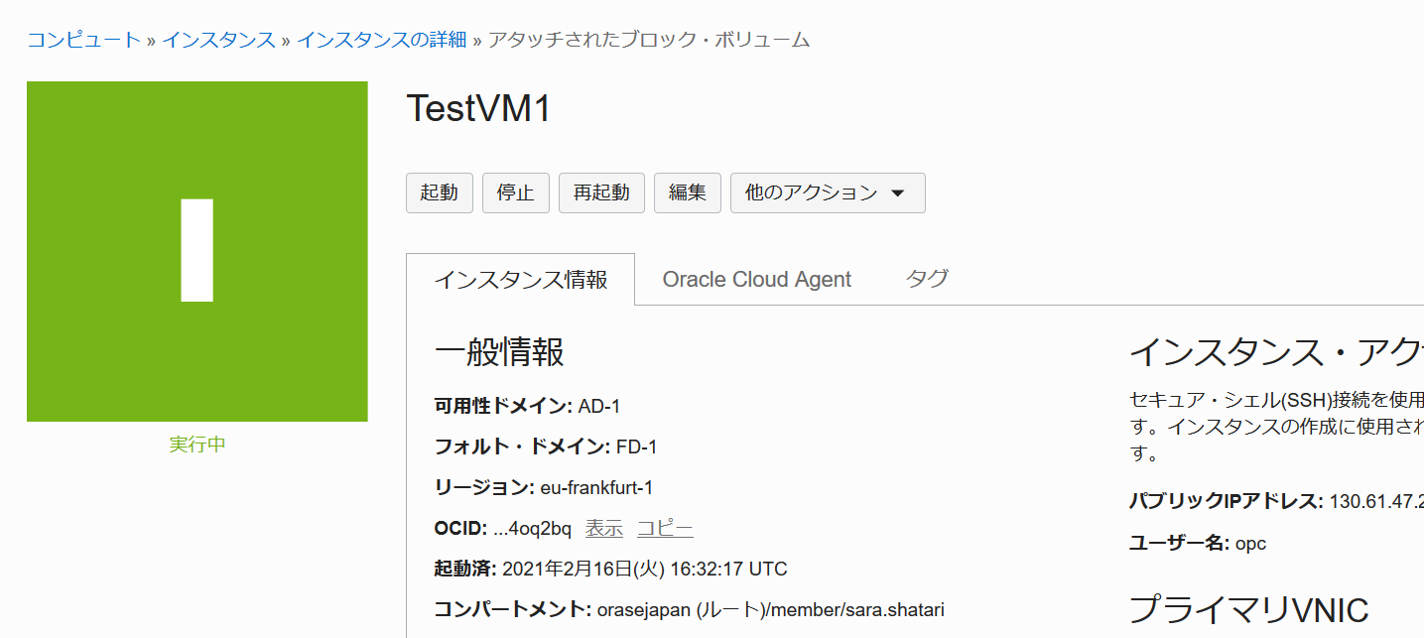 コンピュート » インスタンス » インスタンスの詳細 » アタッチされたブロック・ボリューム
I
実行中
TestVM1
起動 停止 再起動 編集 他のアクション
インスタンス情報 Oracle Cloud Agent タグ
一般情報
可用性ドメイン: AD-1
フォルト・ドメイン: FD-1
リージョン: eu-frankfurt-1
OCID: ...4oq2bq 表示 コピー
起動済: 2021年2月16日(火) 16:32:17 UTC
コンパートメント: orasejapan (ルート)/member/sara.shatari
インスタンス・アク
セキュア・シェル(SSH)接続を使用
す。インスタンスの作成に使用され
す。
パブリックIPアドレス: 130.61.47.2
ユーザー名: opc
プライマリVNIC